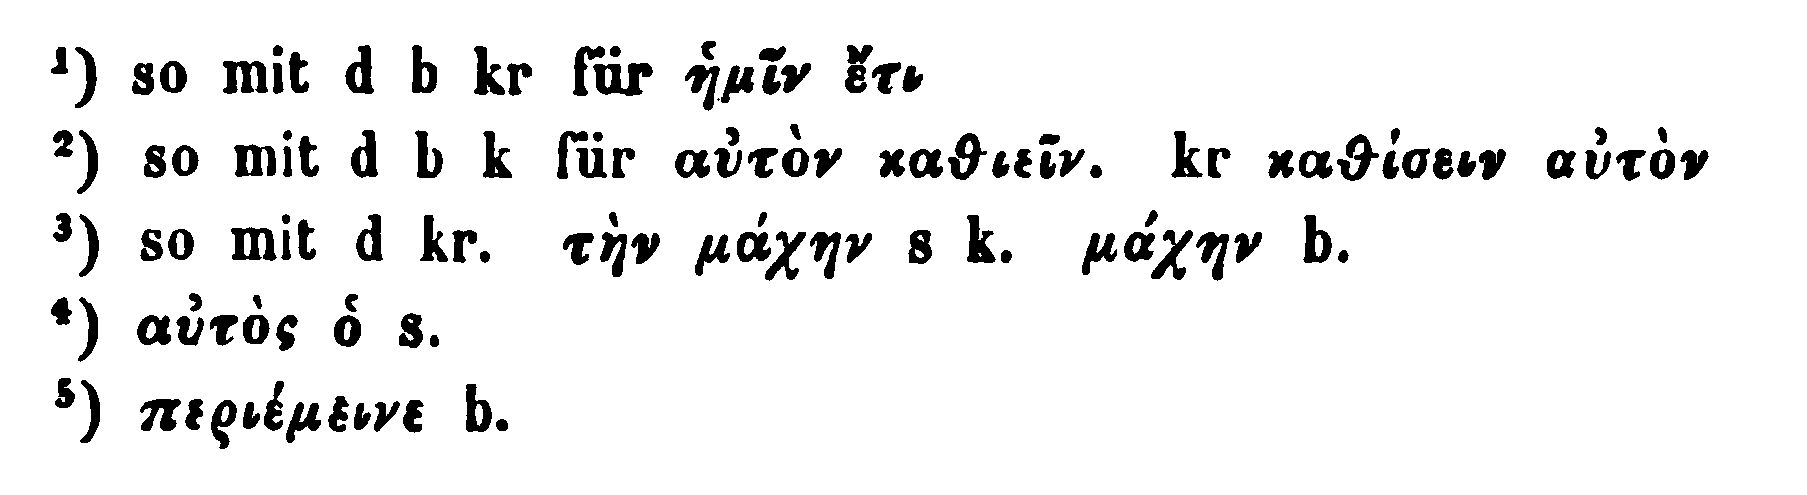 ¹) so mit d b kr für ἡμῖν ἔτι
²) so mit d b k für αὐτὸν καθιεῖν. kr καθίσειν αὐτὸν
³) so mit d kr. τὴν μάχην s k. μάχην b.
⁴) αὐτὸς ὁ s.
⁵) περιέμεινε b.